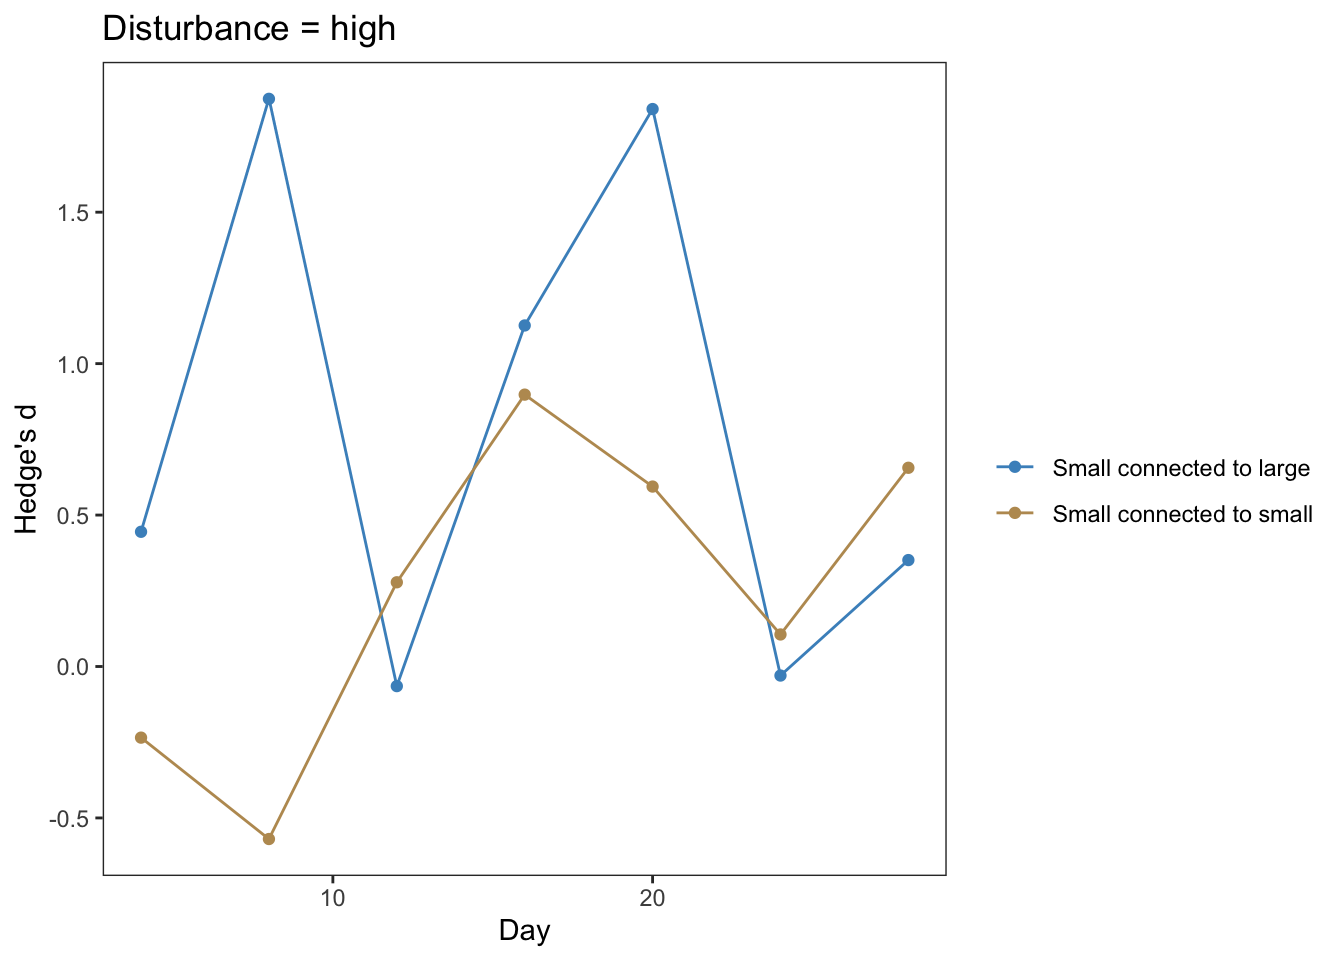 Disturbance = high
Hedge's d
1.5
1.0
0.5
0.0
-0.5
10
20
Day
Small connected to large
Small connected to small